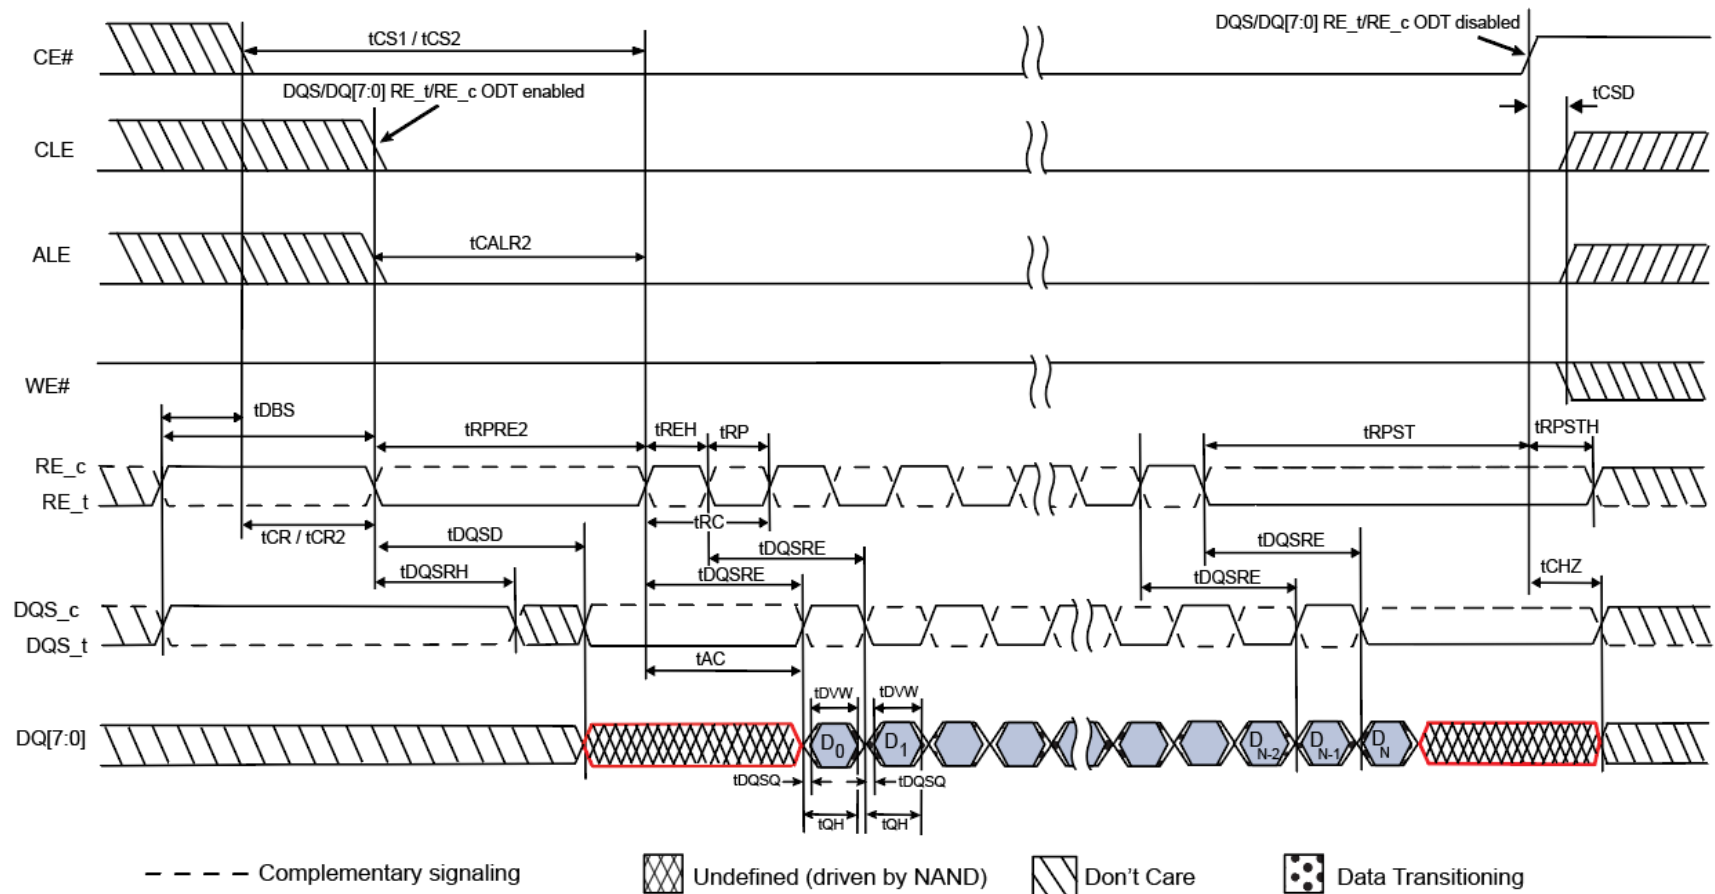 DQS/DQ[7:0] RE_t/RE_c ODT disabled
tCS1 / tCS2
CE#
DQS/DQ[7:0] RE_t/RE_c ODT enabled
tCSD
CLE
ALE
tCALR2
WE#
tDBS
tRPRE2
tREH
tRP
tRPST
tRPSTH
RE_c
RE_t
tCR / tCR2
tRC
tDQSD
tDQSRE
tDQSRE
tDQSRH
tDQSRE
tDQSRE
tCHZ
DQS_c
DQS_t
tAC
tDVW
tDVW
DQ[7:0]
D0
D1
DN-2
DN-1
DN
tDQSQ
tDQSQ
tQH
tQH
Complementary signaling
Undefined (driven by NAND)
Don't Care
Data Transitioning